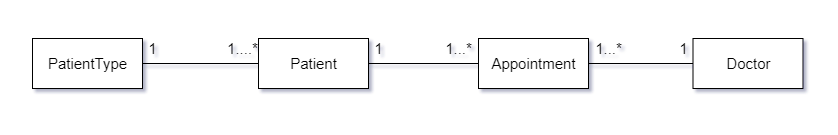 1 1....* 1 1...* 1...* 1
PatientType Patient Appointment Doctor